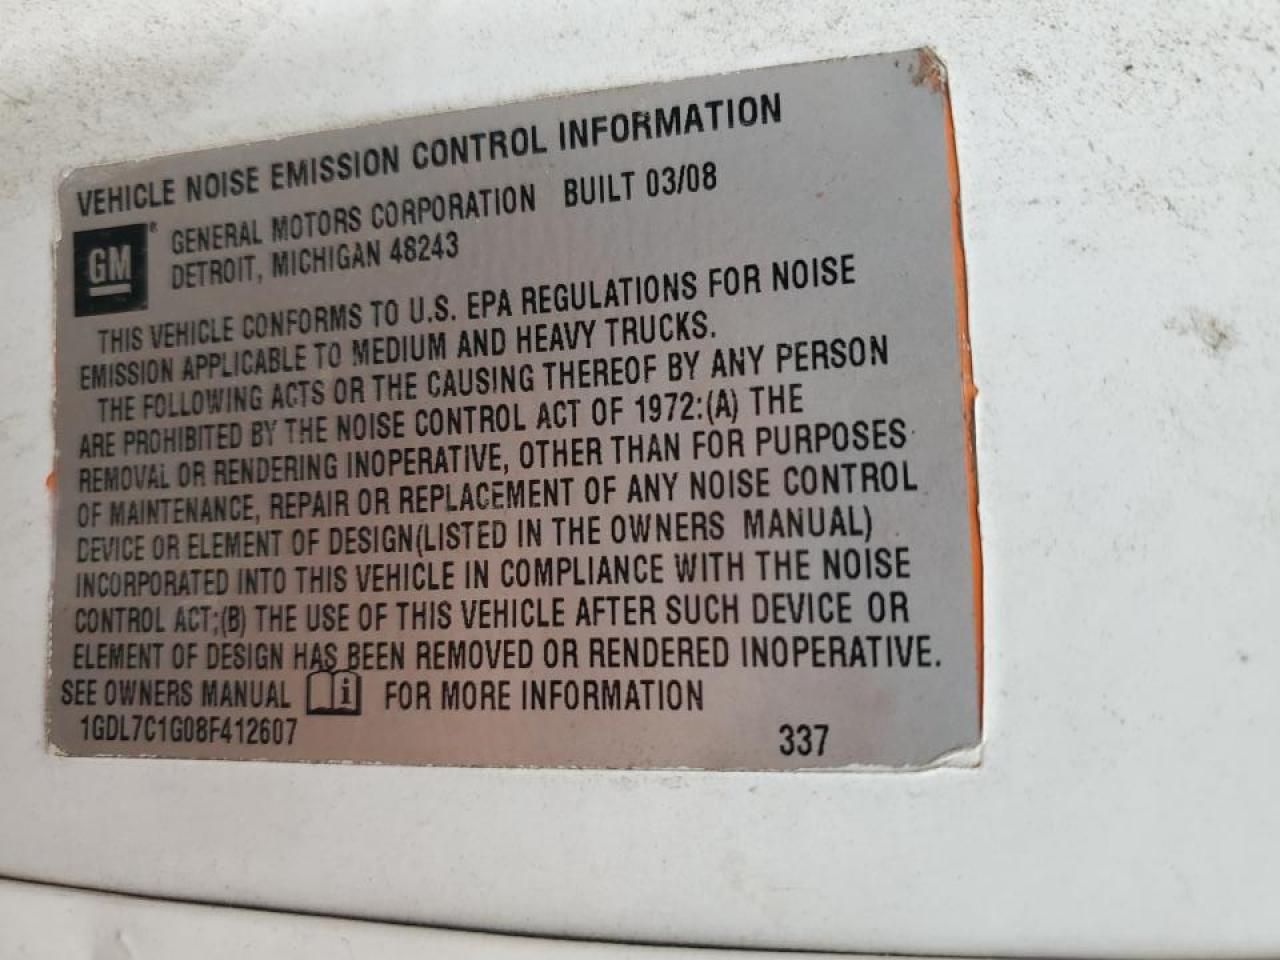 VEHICLE NOISE EMISSION CONTROL INFORMATION
GM®
GENERAL MOTORS CORPORATION BUILT 03/08
DETROIT, MICHIGAN 48243
THIS VEHICLE CONFORMS TO U.S. EPA REGULATIONS FOR NOISE
EMISSION APPLICABLE TO MEDIUM AND HEAVY TRUCKS.
THE FOLLOWING ACTS OR THE CAUSING THEREOF BY ANY PERSON
ARE PROHIBITED BY THE NOISE CONTROL ACT OF 1972:(A) THE
REMOVAL OR RENDERING INOPERATIVE, OTHER THAN FOR PURPOSES
OF MAINTENANCE, REPAIR OR REPLACEMENT OF ANY NOISE CONTROL
DEVICE OR ELEMENT OF DESIGN(LISTED IN THE OWNERS MANUAL)
INCORPORATED INTO THIS VEHICLE IN COMPLIANCE WITH THE NOISE
CONTROL ACT;(B) THE USE OF THIS VEHICLE AFTER SUCH DEVICE OR
ELEMENT OF DESIGN HAS BEEN REMOVED OR RENDERED INOPERATIVE.
SEE OWNERS MANUAL i FOR MORE INFORMATION
1GDL7C1G08F412607 337